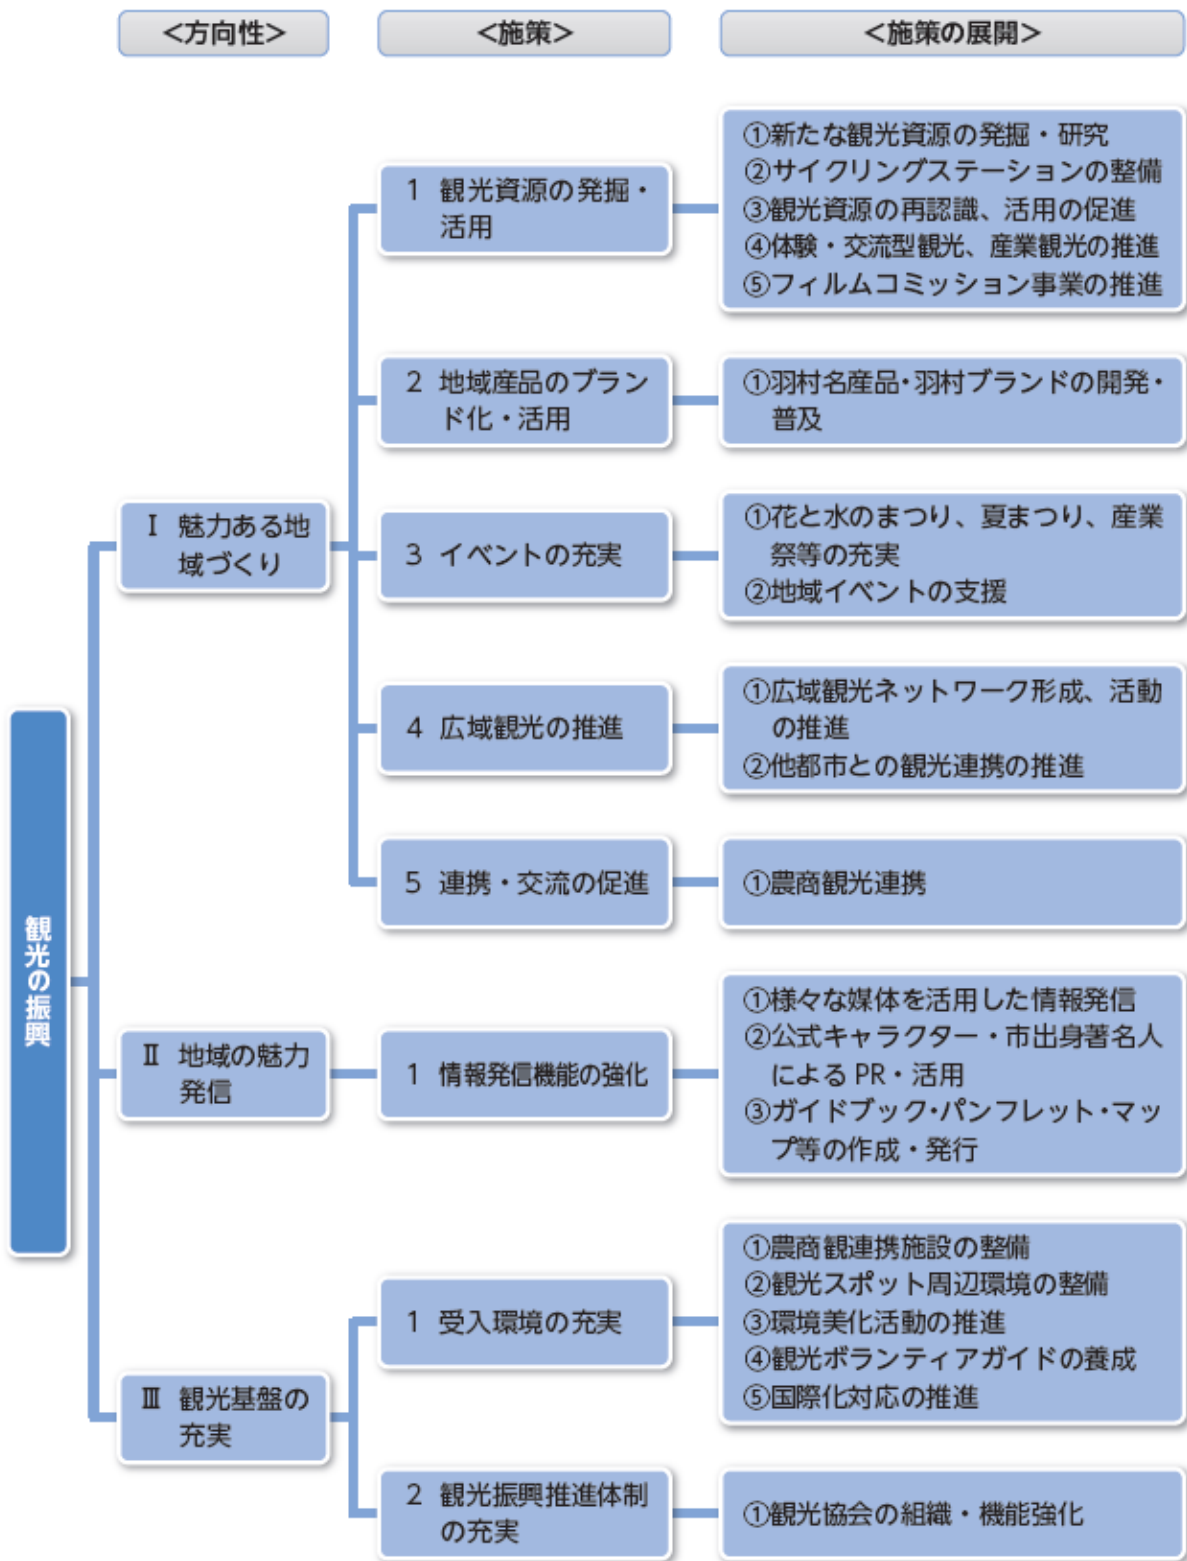 ＜方向性＞
＜施策＞
＜施策の展開＞
観光の振興
Ⅰ 魅力ある地
域づくり
1 観光資源の発掘・
活用
①新たな観光資源の発掘・研究
②サイクリングステーションの整備
③観光資源の再認識、活用の促進
④体験・交流型観光、産業観光の推進
⑤フィルムコミッション事業の推進
2 地域産品のブラン
ド化・活用
①羽村名産品・羽村ブランドの開発・
普及
3 イベントの充実
①花と水のまつり、夏まつり、産業
祭等の充実
②地域イベントの支援
4 広域観光の推進
①広域観光ネットワーク形成、活動
の推進
②他都市との観光連携の推進
5 連携・交流の促進
①農商観光連携
Ⅱ 地域の魅力
発信
1 情報発信機能の強化
①様々な媒体を活用した情報発信
②公式キャラクター・市出身著名人
による PR・活用
③ガイドブック・パンフレット・マッ
プ等の作成・発行
Ⅲ 観光基盤の
充実
1 受入環境の充実
①農商観連携施設の整備
②観光スポット周辺環境の整備
③環境美化活動の推進
④観光ボランティアガイドの養成
⑤国際化対応の推進
2 観光振興推進体制
の充実
①観光協会の組織・機能強化